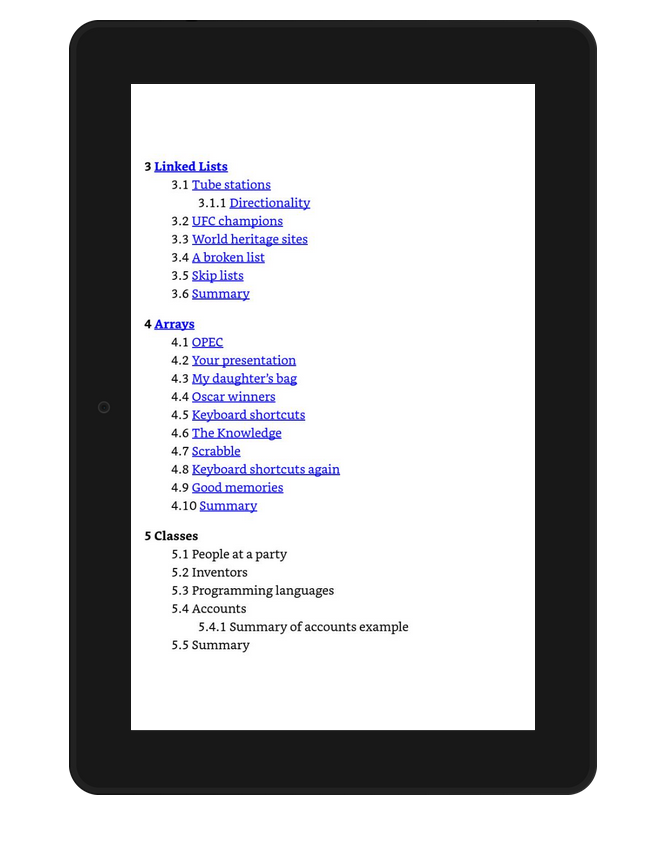 3 Linked Lists
3.1 Tube stations
3.1.1 Directionality
3.2 UFC champions
3.3 World heritage sites
3.4 A broken list
3.5 Skip lists
3.6 Summary
4 Arrays
4.1 OPEC
4.2 Your presentation
4.3 My daughter's bag
4.4 Oscar winners
4.5 Keyboard shortcuts
4.6 The Knowledge
4.7 Scrabble
4.8 Keyboard shortcuts again
4.9 Good memories
4.10 Summary
5 Classes
5.1 People at a party
5.2 Inventors
5.3 Programming languages
5.4 Accounts
5.4.1 Summary of accounts example
5.5 Summary